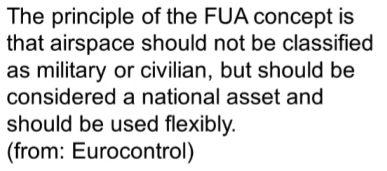 The principle of the FUA concept is
that airspace should not be classified
as military or civilian, but should be
considered a national asset and
should be used flexibly.
(from: Eurocontrol)